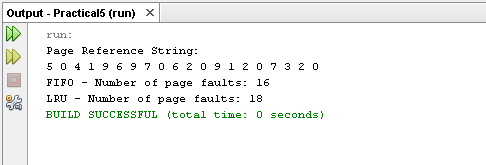 Output - Practical5 (run)
run:
Page Reference String:
5 0 4 1 9 6 9 7 0 6 2 0 9 1 2 0 7 3 2 0
FIFO - Number of page faults: 16
LRU - Number of page faults: 18
BUILD SUCCESSFUL (total time: 0 seconds)